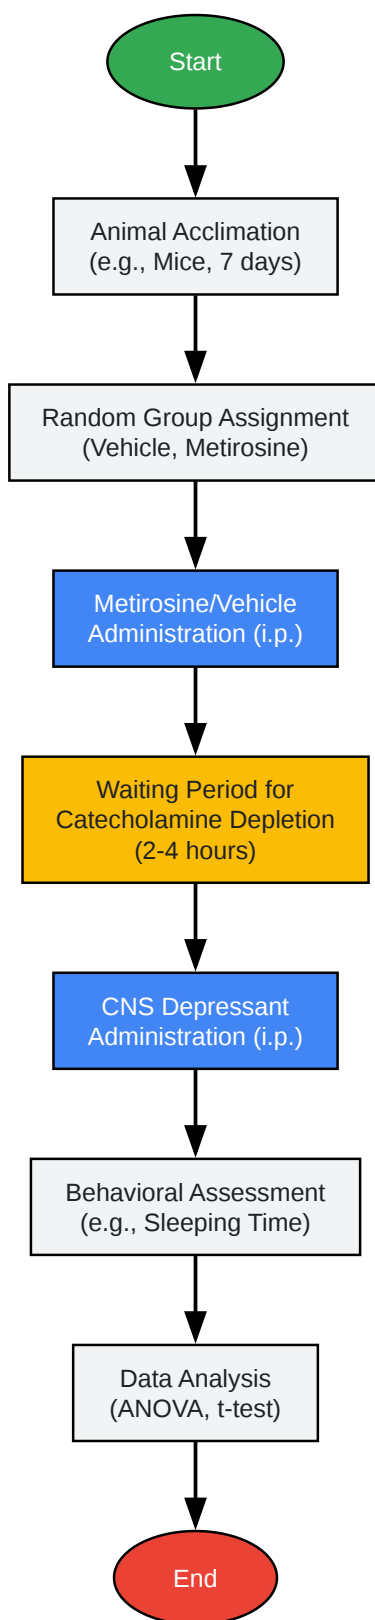 Start
Animal Acclimation
(e.g., Mice, 7 days)
Random Group Assignment
(Vehicle, Metirosine)
Metirosine/Vehicle
Administration (i.p.)
Waiting Period for
Catecholamine Depletion
(2-4 hours)
CNS Depressant
Administration (i.p.)
Behavioral Assessment
(e.g., Sleeping Time)
Data Analysis
(ANOVA, t-test)
End